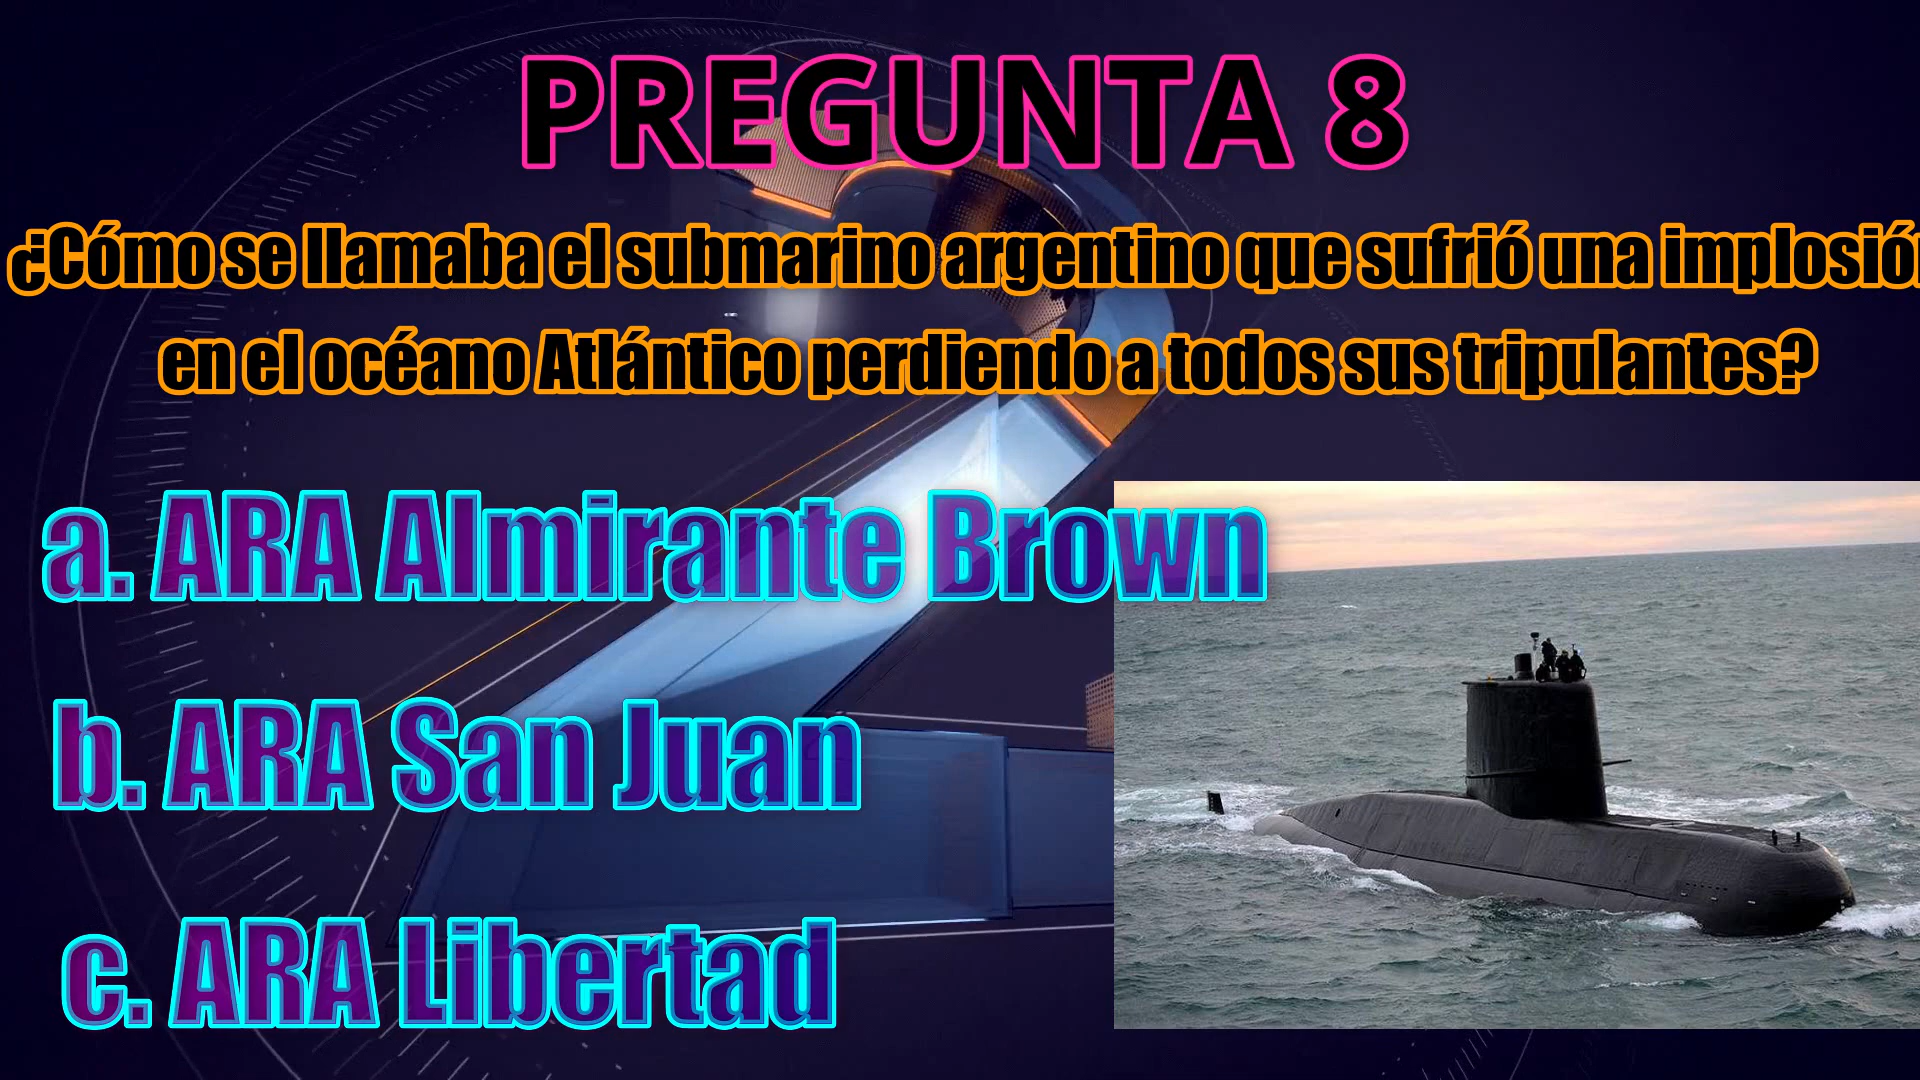 PREGUNTA 8
¿Cómo se llamaba el submarino argentino que sufrió una implosión
en el océano Atlántico perdiendo a todos sus tripulantes?
a. ARA Almirante Brown
b. ARA San Juan
c. ARA Libertad